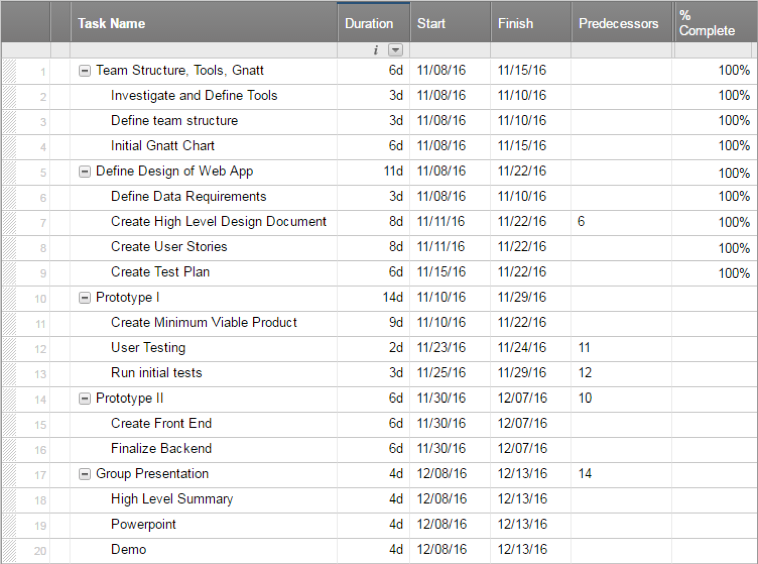 Task Name Duration Start Finish Predecessors % Complete
i
1 Team Structure, Tools, Gnatt 6d 11/08/16 11/15/16 100%
2 Investigate and Define Tools 3d 11/08/16 11/10/16 100%
3 Define team structure 3d 11/08/16 11/10/16 100%
4 Initial Gnatt Chart 6d 11/08/16 11/15/16 100%
5 Define Design of Web App 11d 11/08/16 11/22/16 100%
6 Define Data Requirements 3d 11/08/16 11/10/16 100%
7 Create High Level Design Document 8d 11/11/16 11/22/16 6 100%
8 Create User Stories 8d 11/11/16 11/22/16 100%
9 Create Test Plan 6d 11/15/16 11/22/16 100%
10 Prototype I 14d 11/10/16 11/29/16
11 Create Minimum Viable Product 9d 11/10/16 11/22/16
12 User Testing 2d 11/23/16 11/24/16 11
13 Run initial tests 3d 11/25/16 11/29/16 12
14 Prototype II 6d 11/30/16 12/07/16 10
15 Create Front End 6d 11/30/16 12/07/16
16 Finalize Backend 6d 11/30/16 12/07/16
17 Group Presentation 4d 12/08/16 12/13/16 14
18 High Level Summary 4d 12/08/16 12/13/16
19 Powerpoint 4d 12/08/16 12/13/16
20 Demo 4d 12/08/16 12/13/16